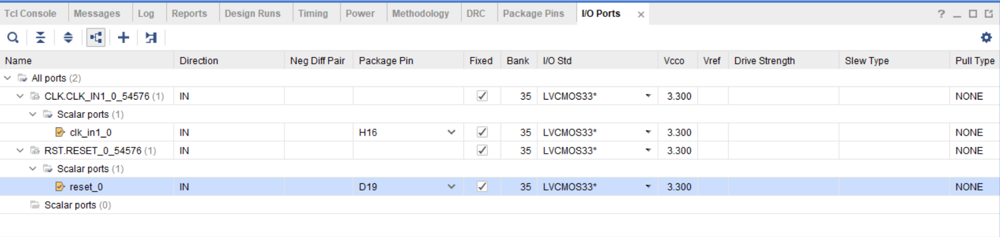 Tcl Console Messages Log Reports Design Runs Timing Power Methodology DRC Package Pins I/O Ports × ?
Name Direction Neg Diff Pair Package Pin Fixed Bank I/O Std Vcco Vref Drive Strength Slew Type Pull Type
All ports (2)
CLK.CLK_IN1_0_54576 (1) IN 35 LVCMOS33* 3.300 NONE
Scalar ports (1)
clk_in1_0 IN H16 35 LVCMOS33* 3.300 NONE
RST.RESET_0_54576 (1) IN 35 LVCMOS33* 3.300 NONE
Scalar ports (1)
reset_0 IN D19 35 LVCMOS33* 3.300 NONE
Scalar ports (0)